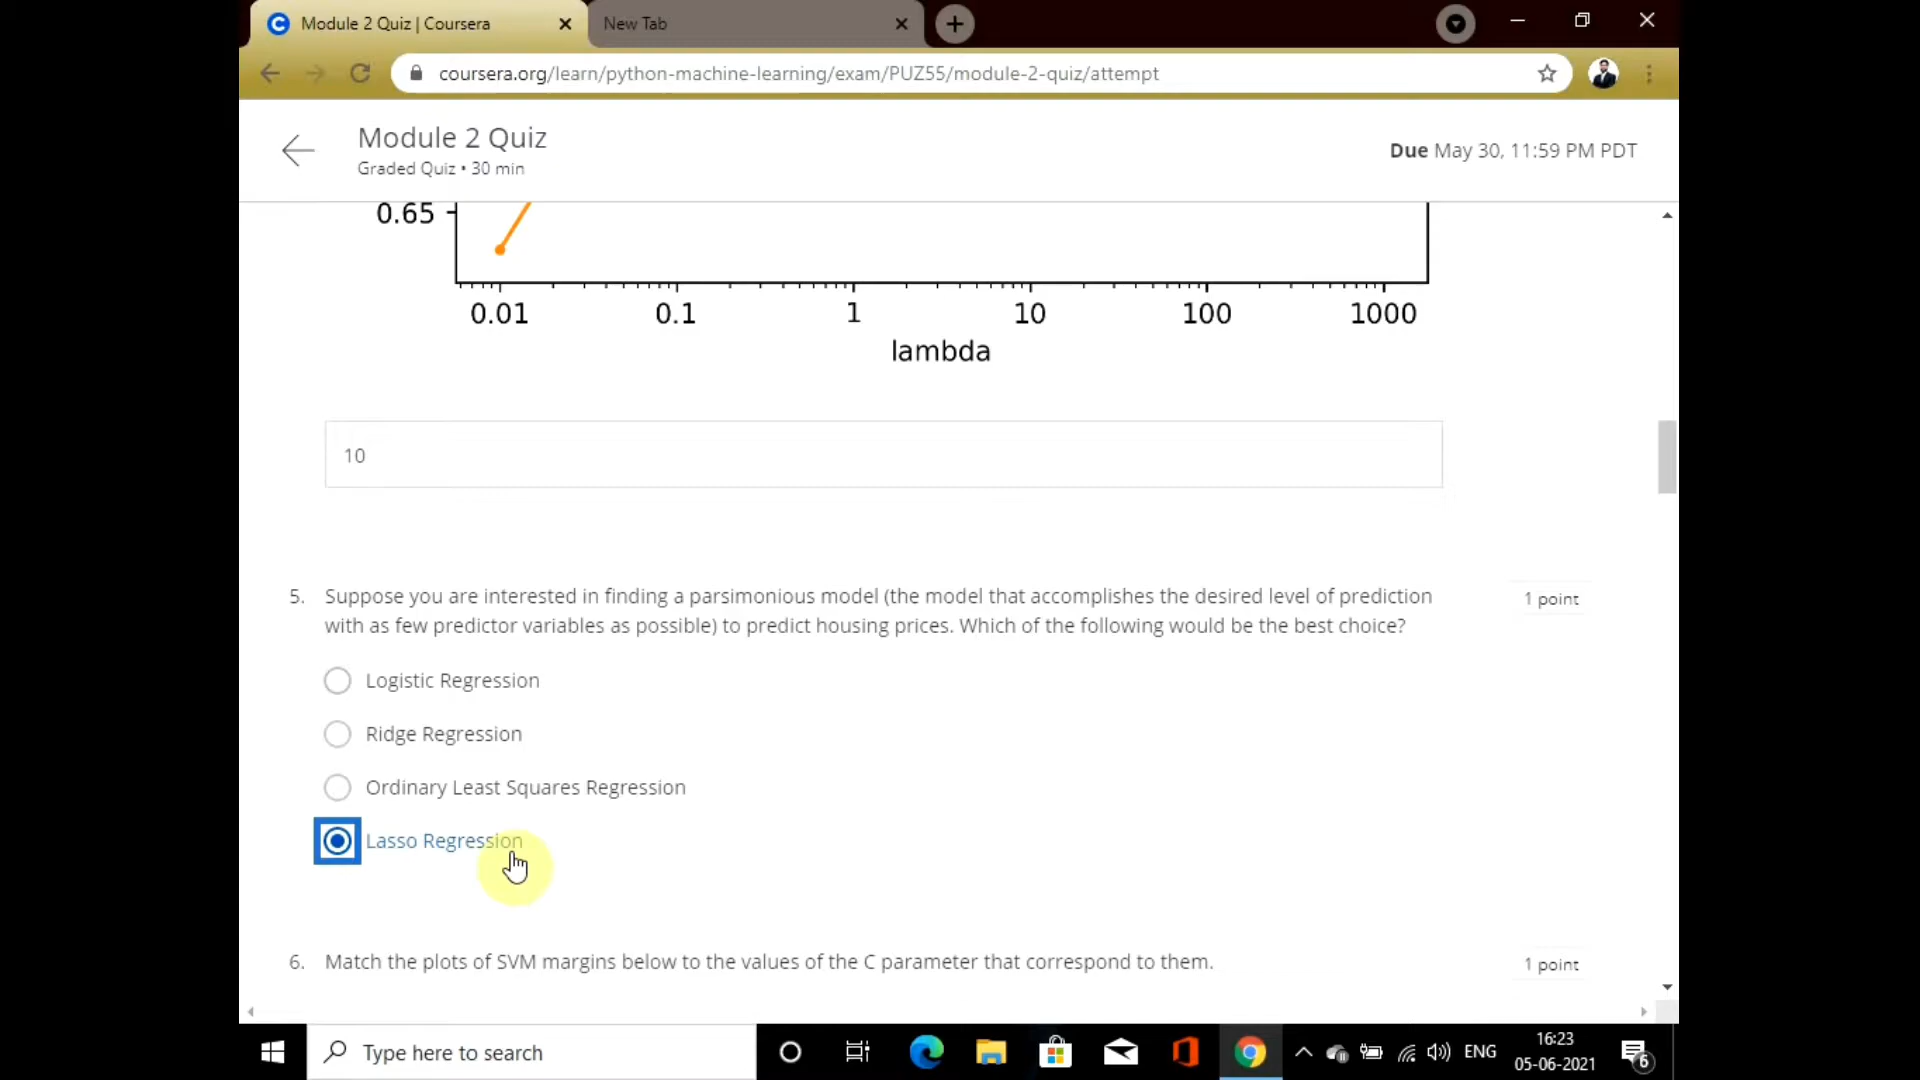 Module 2 Quiz | Coursera
New Tab
coursera.org/learn/python-machine-learning/exam/PUZ55/module-2-quiz/attempt
Module 2 Quiz
Graded Quiz • 30 min
Due May 30, 11:59 PM PDT
0.65
0.01 0.1 1 10 100 1000
lambda
10
5. Suppose you are interested in finding a parsimonious model (the model that accomplishes the desired level of prediction
with as few predictor variables as possible) to predict housing prices. Which of the following would be the best choice?
1 point
Logistic Regression
Ridge Regression
Ordinary Least Squares Regression
Lasso Regression
6. Match the plots of SVM margins below to the values of the C parameter that correspond to them.
1 point
Type here to search
ENG
16:23
05-06-2021
6